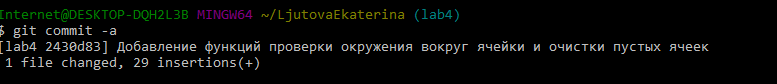 Internet@DESKTOP-DQH2L3B MINGW64 ~/LjutovaEkaterina (lab4)
$ git commit -a
[lab4 2430d83] Добавление функций проверки окружения вокруг ячейки и очистки пустых ячеек
1 file changed, 29 insertions(+)